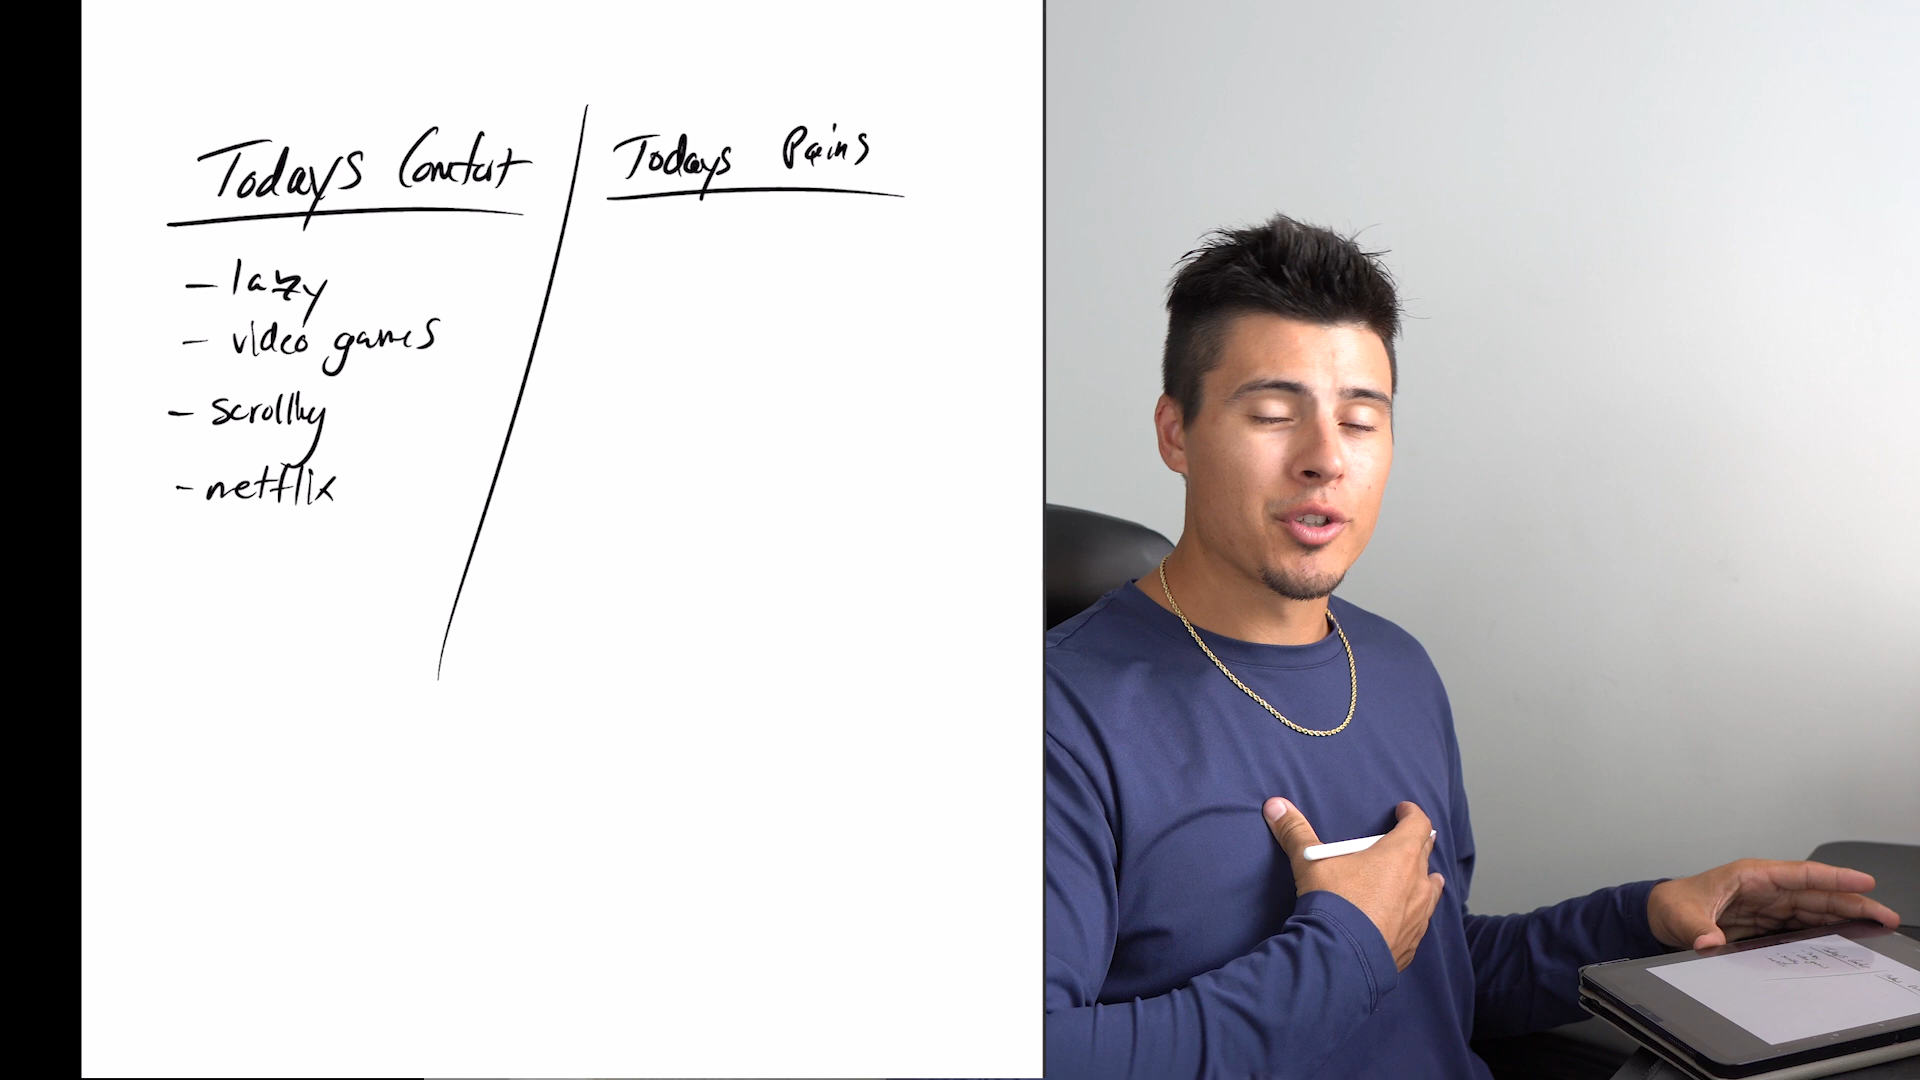 Todays Comfort
- lazy
- video games
- scrolling
- netflix
Todays Pains